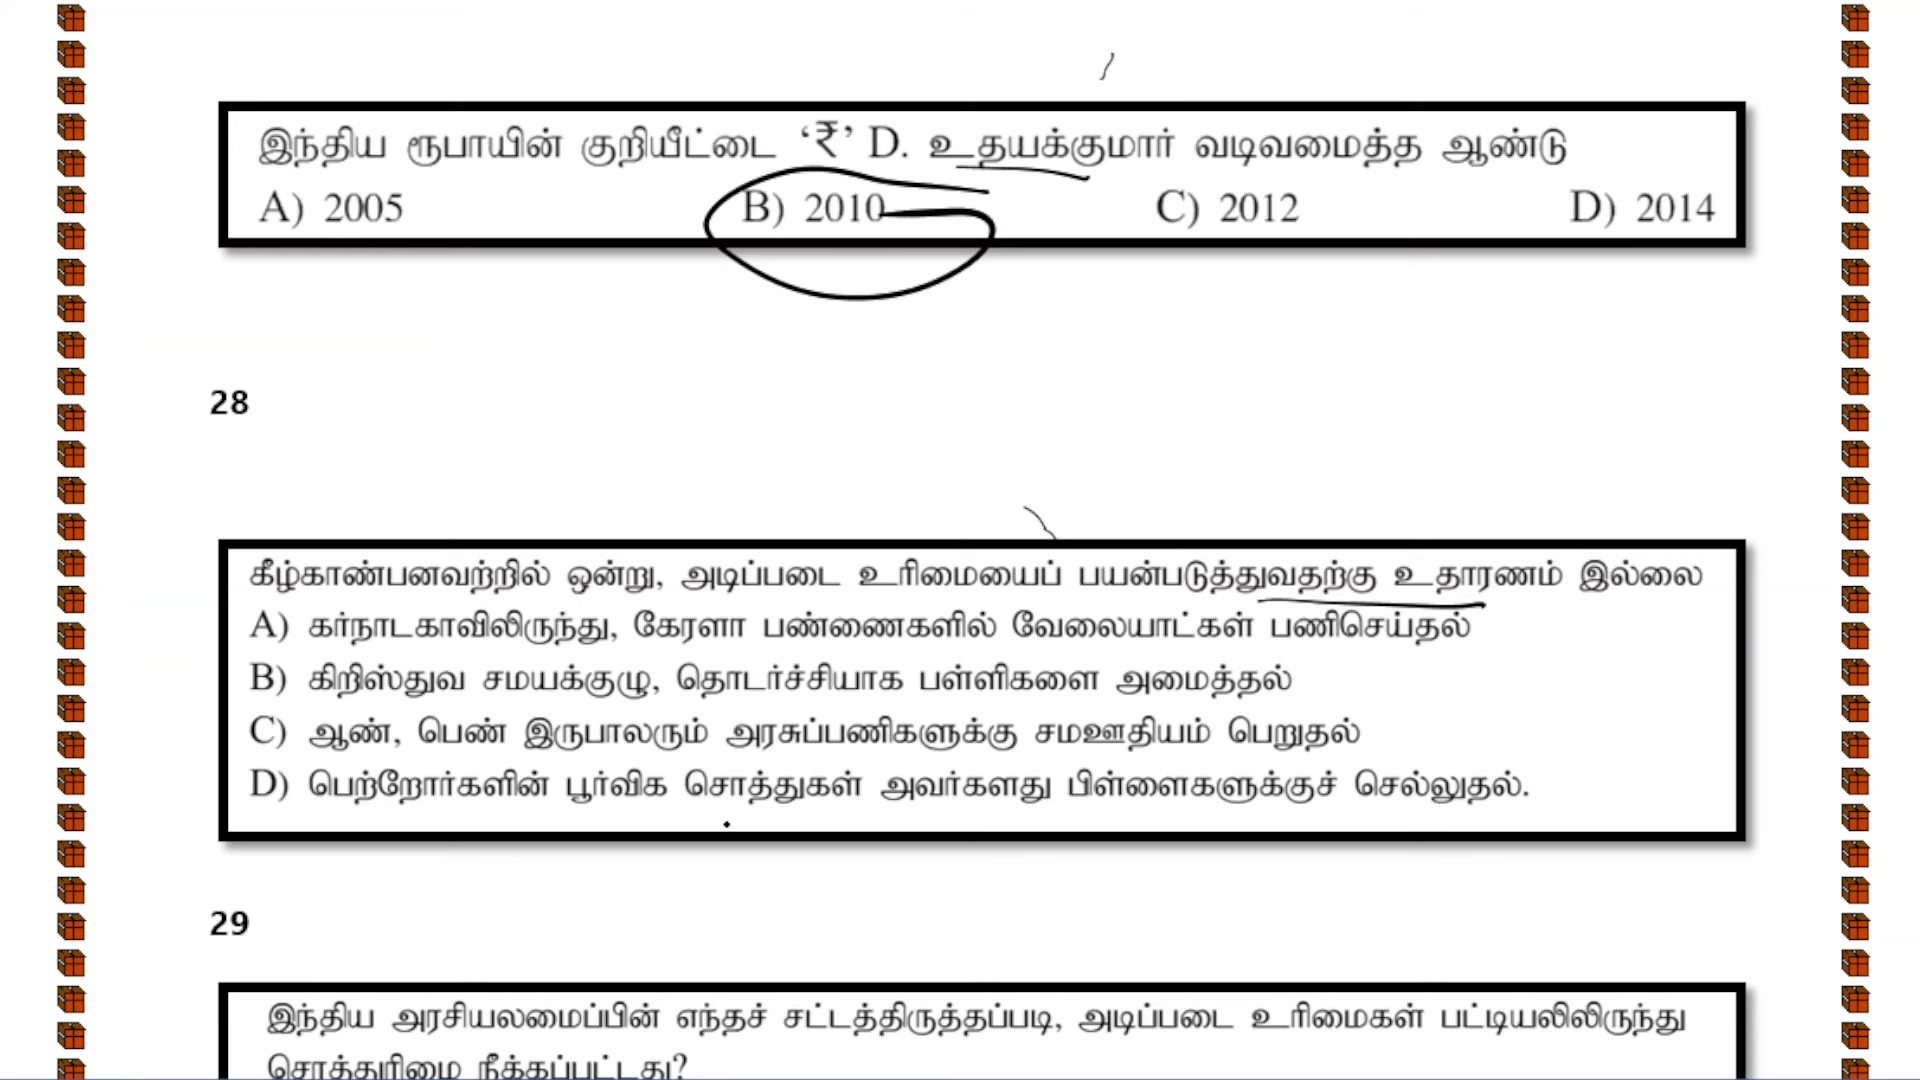 இந்திய ரூபாயின் குறியீட்டை ‘₹’ D. உதயக்குமார் வடிவமைத்த ஆண்டு
A) 2005 B) 2010 C) 2012 D) 2014
28
கீழ்காண்பனவற்றில் ஒன்று, அடிப்படை உரிமையைப் பயன்படுத்துவதற்கு உதாரணம் இல்லை
A) கர்நாடகாவிலிருந்து, கேரளா பண்ணைகளில் வேலையாட்கள் பணிசெய்தல்
B) கிறிஸ்துவ சமயக்குழு, தொடர்ச்சியாக பள்ளிகளை அமைத்தல்
C) ஆண், பெண் இருபாலரும் அரசுப்பணிகளுக்கு சமஊதியம் பெறுதல்
D) பெற்றோர்களின் பூர்விக சொத்துகள் அவர்களது பிள்ளைகளுக்குச் செல்லுதல்.
29
இந்திய அரசியலமைப்பின் எந்தச் சட்டத்திருத்தப்படி, அடிப்படை உரிமைகள் பட்டியலிலிருந்து
சொத்துரிமை நீக்கப்பட்டது?